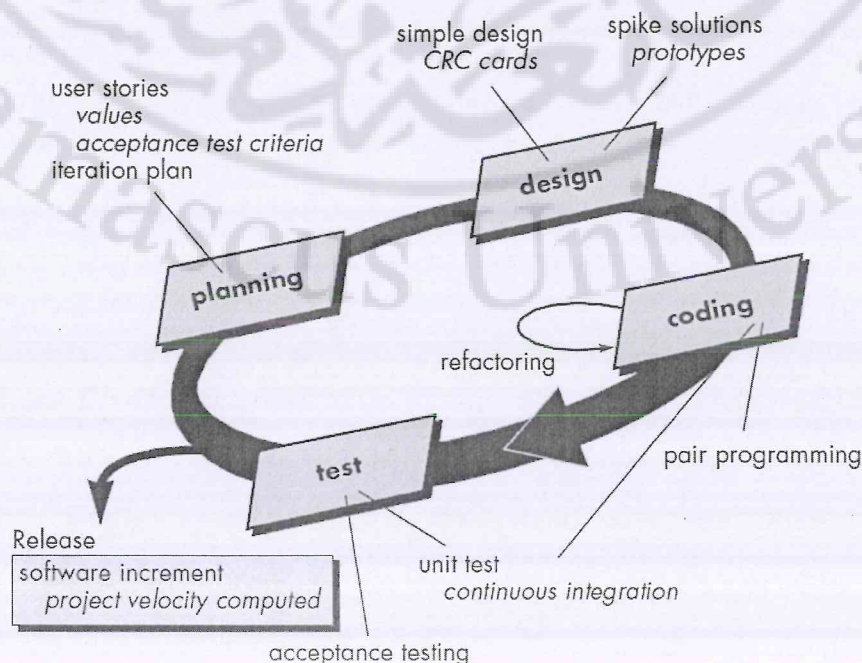 simple design
CRC cards
spike solutions
prototypes
user stories
values
acceptance test criteria
iteration plan
design
planning
coding
refactoring
test
pair programming
Release
software increment
project velocity computed
unit test
continuous integration
acceptance testing